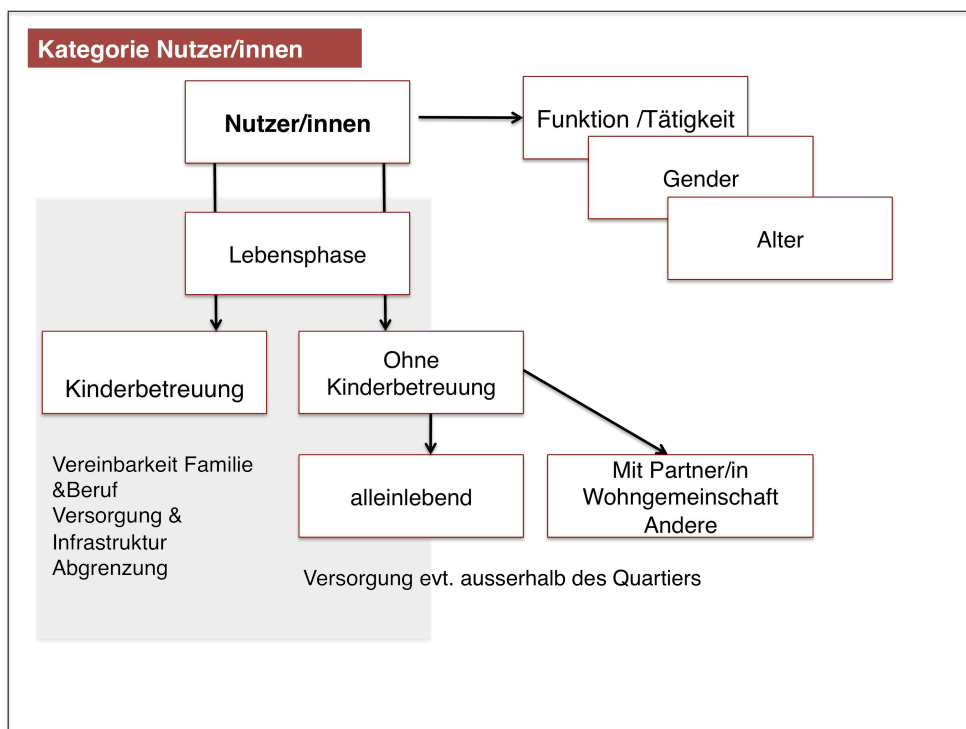 Kategorie Nutzer/innen
Nutzer/innen
Funktion /Tätigkeit
Gender
Alter
Lebensphase
Kinderbetreuung
Ohne
Kinderbetreuung
Vereinbarkeit Familie
&Beruf
Versorgung &
Infrastruktur
Abgrenzung
alleinlebend
Mit Partner/in
Wohngemeinschaft
Andere
Versorgung evt. ausserhalb des Quartiers